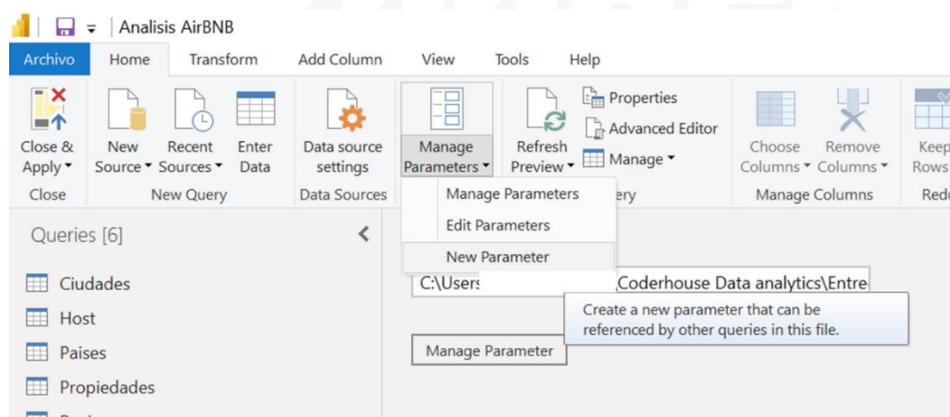 Analisis AirBNB
Archivo Home Transform Add Column View Tools Help
Close & Apply
New Source
Recent Sources
Enter Data
Data source settings
Manage Parameters
Refresh Preview
Properties
Advanced Editor
Manage
Choose Columns
Remove Columns
Keep Rows
Close
New Query
Data Sources
Manage Columns
Manage Parameters
Edit Parameters
New Parameter
Queries [6]
Ciudades
Host
Paises
Propiedades
C:\Users
Coderhouse Data analytics\Entre
Create a new parameter that can be
referenced by other queries in this file.
Manage Parameter